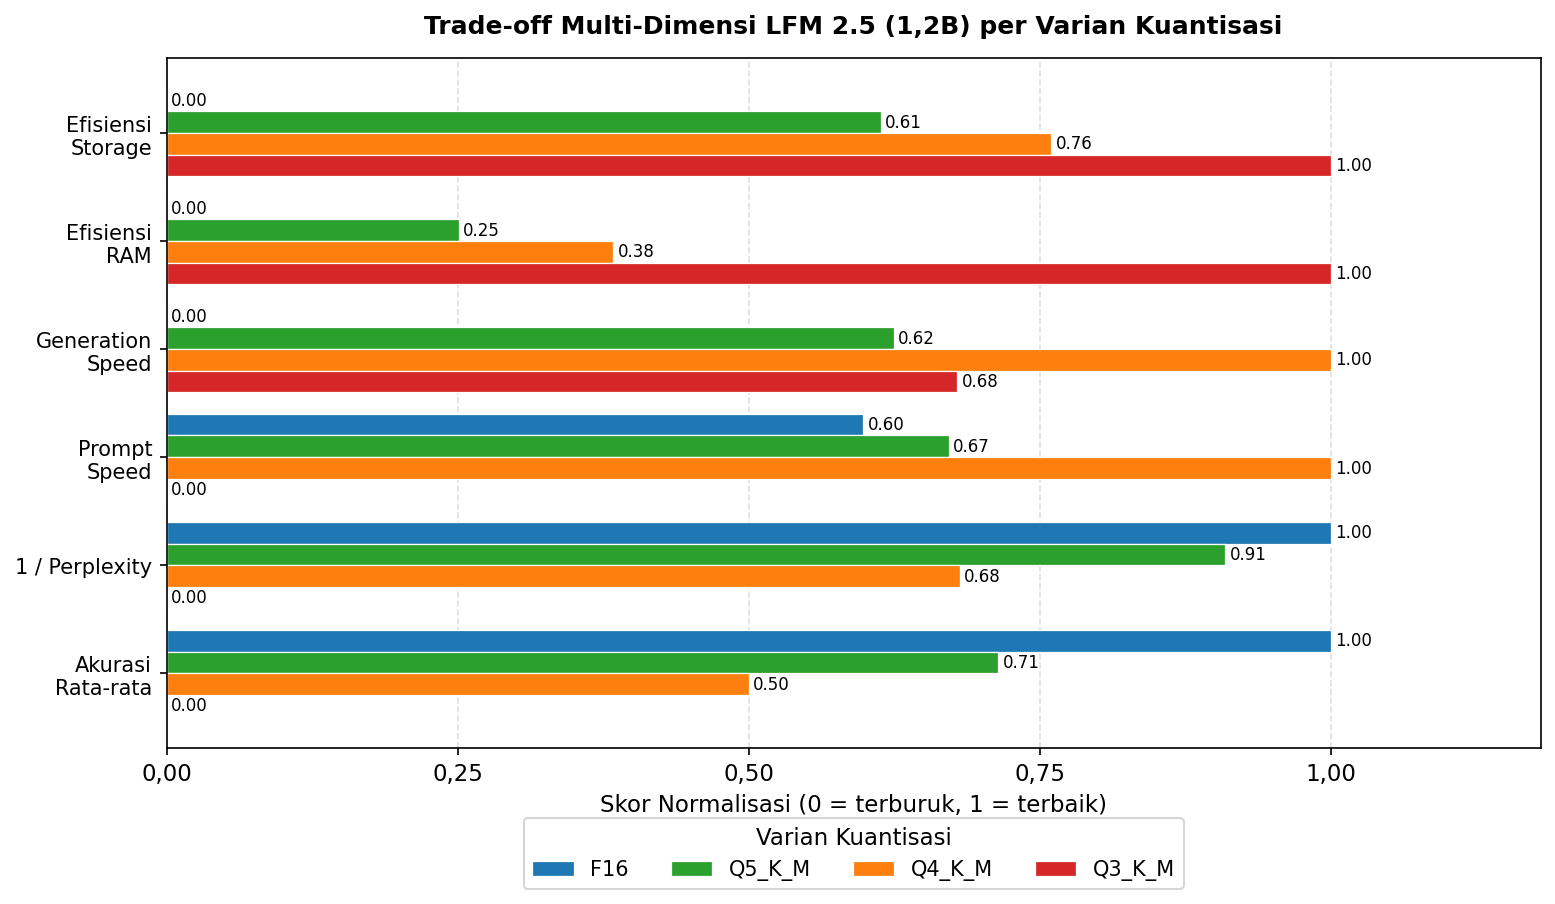 Trade-off Multi-Dimensi LFM 2.5 (1,2B) per Varian Kuantisasi
0.00
Efisiensi
Storage
0.61
0.76
1.00
0.00
Efisiensi
RAM
0.25
0.38
1.00
0.00
Generation
Speed
0.62
1.00
0.68
Prompt
Speed
0.60
0.67
1.00
0.00
1 / Perplexity
1.00
0.91
0.68
0.00
Akurasi
Rata-rata
1.00
0.71
0.50
0.00
0,00 0,25 0,50 0,75 1,00
Skor Normalisasi (0 = terburuk, 1 = terbaik)
Varian Kuantisasi
F16 Q5_K_M Q4_K_M Q3_K_M